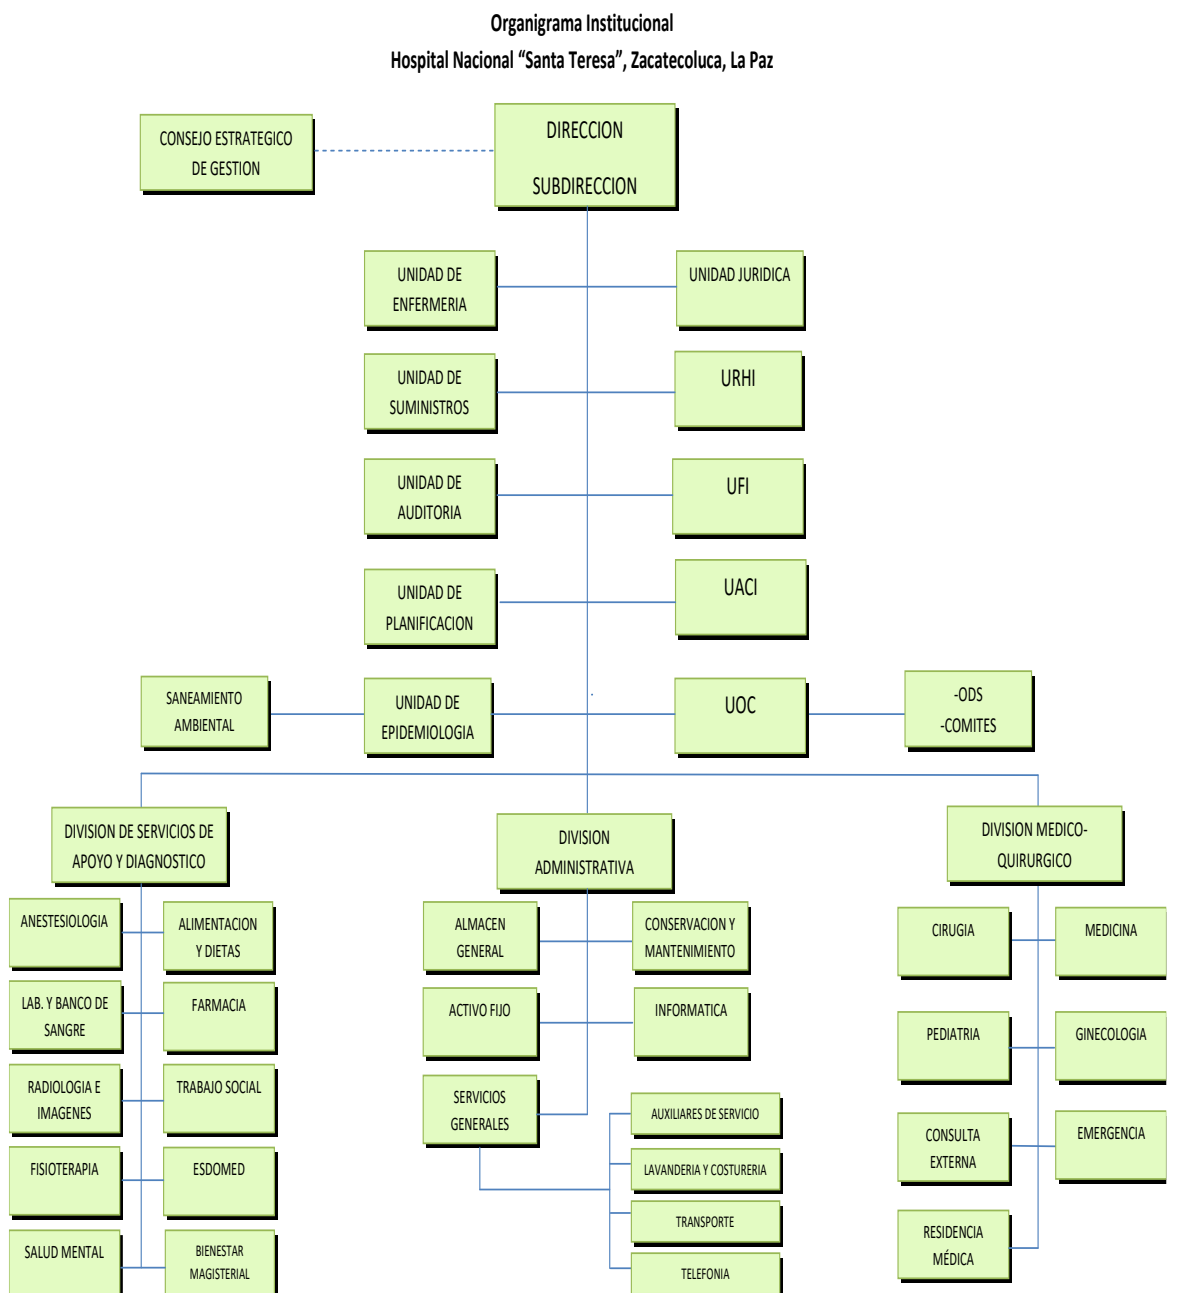 Organigrama Institucional
Hospital Nacional “Santa Teresa”, Zacatecoluca, La Paz
CONSEJO ESTRATEGICO
DE GESTION
DIRECCION
SUBDIRECCION
UNIDAD DE
ENFERMERIA
UNIDAD JURIDICA
UNIDAD DE
SUMINISTROS
URHI
UNIDAD DE
AUDITORIA
UFI
UNIDAD DE
PLANIFICACION
UACI
SANEAMIENTO
AMBIENTAL
UNIDAD DE
EPIDEMIOLOGIA
UOC
-ODS
-COMITES
DIVISION DE SERVICIOS DE
APOYO Y DIAGNOSTICO
DIVISION
ADMINISTRATIVA
DIVISION MEDICO-
QUIRURGICO
ANESTESIOLOGIA
ALIMENTACION
Y DIETAS
LAB. Y BANCO DE
SANGRE
FARMACIA
RADIOLOGIA E
IMAGENES
TRABAJO SOCIAL
FISIOTERAPIA
ESDOMED
SALUD MENTAL
BIENESTAR
MAGISTERIAL
ALMACEN
GENERAL
CONSERVACION Y
MANTENIMIENTO
ACTIVO FIJO
INFORMATICA
SERVICIOS
GENERALES
AUXILIARES DE SERVICIO
LAVANDERIA Y COSTURERIA
TRANSPORTE
TELEFONIA
CIRUGIA
MEDICINA
PEDIATRIA
GINECOLOGIA
CONSULTA
EXTERNA
EMERGENCIA
RESIDENCIA
MÉDICA